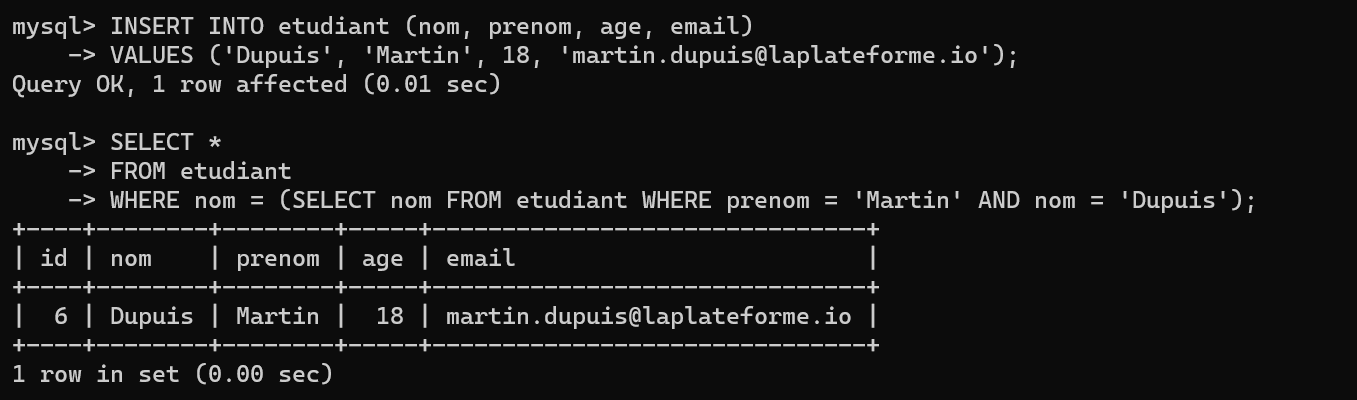 mysql> INSERT INTO etudiant (nom, prenom, age, email)
    -> VALUES ('Dupuis', 'Martin', 18, 'martin.dupuis@laplateforme.io');
Query OK, 1 row affected (0.01 sec)

mysql> SELECT *
    -> FROM etudiant
    -> WHERE nom = (SELECT nom FROM etudiant WHERE prenom = 'Martin' AND nom = 'Dupuis');
+----+--------+--------+-----+-------------------------------+
| id | nom    | prenom | age | email                         |
+----+--------+--------+-----+-------------------------------+
|  6 | Dupuis | Martin |  18 | martin.dupuis@laplateforme.io |
+----+--------+--------+-----+-------------------------------+
1 row in set (0.00 sec)